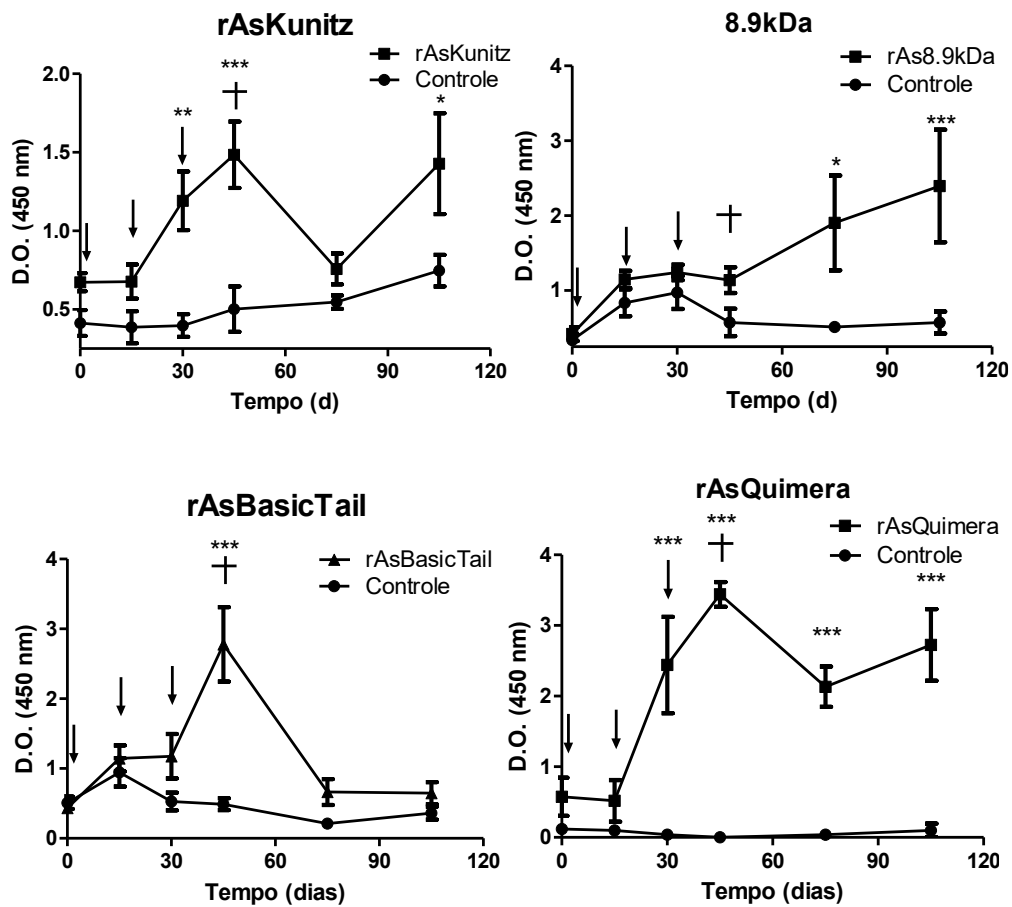 rAsKunitz
rAsKunitz
Controle
D.O. (450 nm)
2.0
1.5
1.0
0.5
**
***
*
0 30 60 90 120
Tempo (d)
8.9kDa
rAs8.9kDa
Controle
D.O. (450 nm)
4
3
2
1
*
***
0 30 60 90 120
Tempo (d)
rAsBasicTail
rAsBasicTail
Controle
D.O. (450 nm)
4
3
2
1
0
***
0 30 60 90 120
Tempo (dias)
rAsQuimera
rAsQuimera
Controle
D.O. (450 nm)
4
3
2
1
0
***
***
***
***
0 30 60 90 120
Tempo (dias)